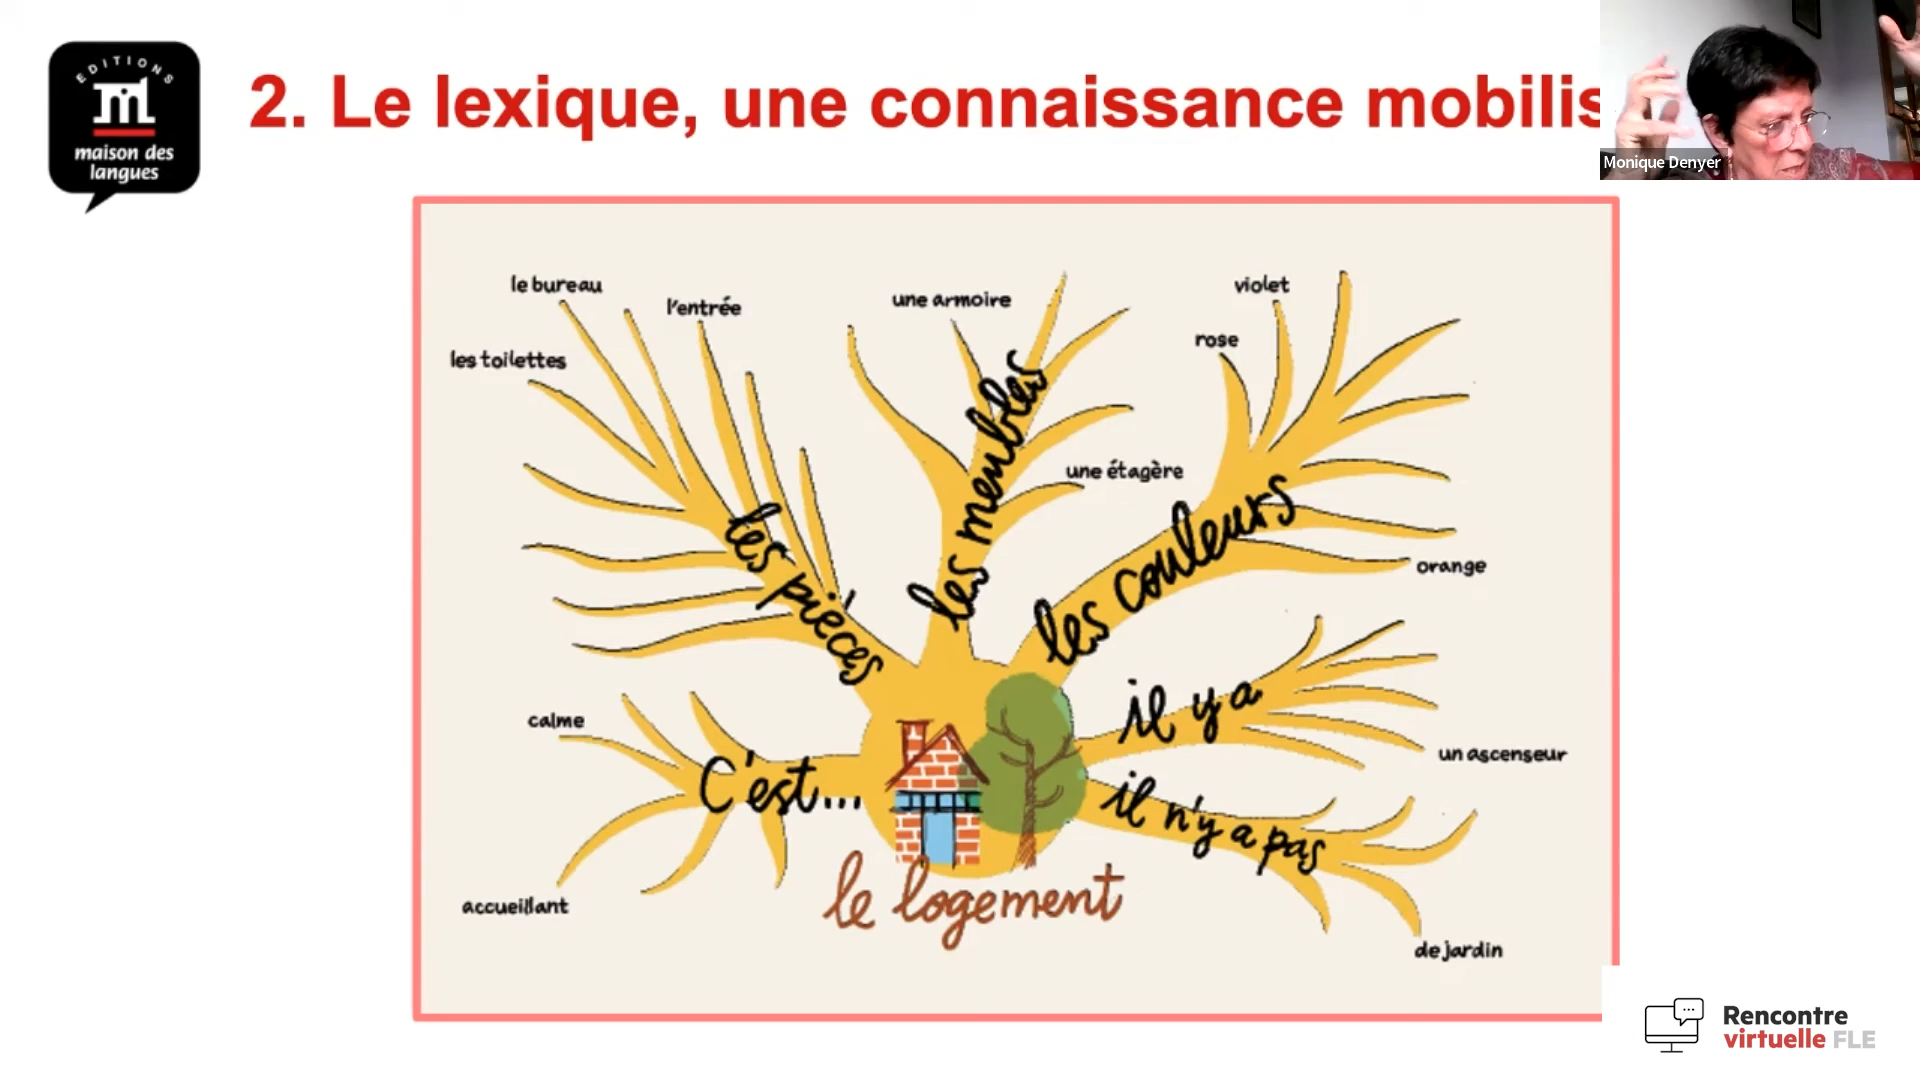 EDITIONS
maison des
langues
2. Le lexique, une connaissance mobilis
Monique Denyer
le bureau
l'entrée
les toilettes
une armoire
une étagère
violet
rose
orange
les pièces
les meubles
les couleurs
il y a
un ascenseur
il n'y a pas
de jardin
calme
C'est...
accueillant
le logement
Rencontre
virtuelle FLE